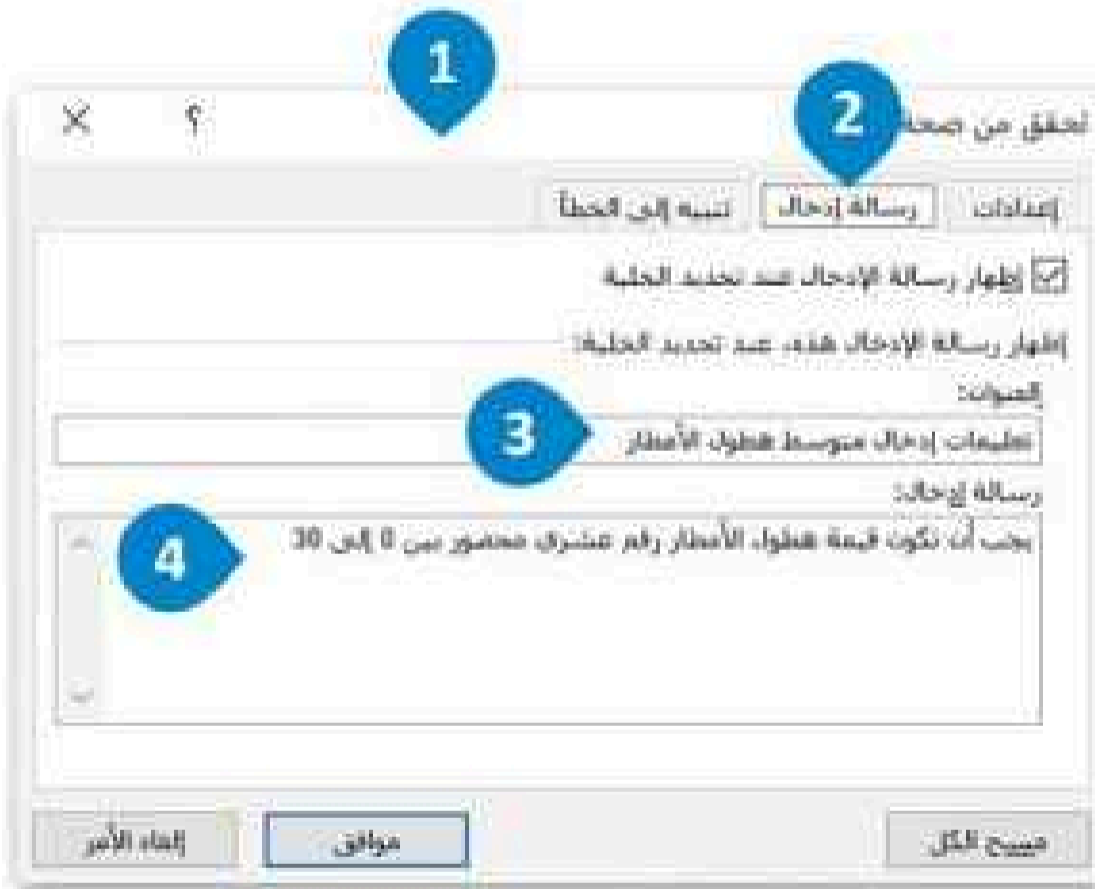 1
2
تحقق من صحة
؟
إعدادات
رسالة إدخال
تنبيه إلى الخطأ
إظهار رسالة الإدخال عند تحديد الخلية
إظهار رسالة الإدخال هذه، عند تحديد الخلية:
العنوان:
3
تعليمات إدخال متوسط هطول الأمطار
رسالة إدخال:
4
يجب أن تكون قيمة هطول الأمطار رقم عشري محصور بين 0 إلى 30
مسح الكل
موافق
إلغاء الأمر